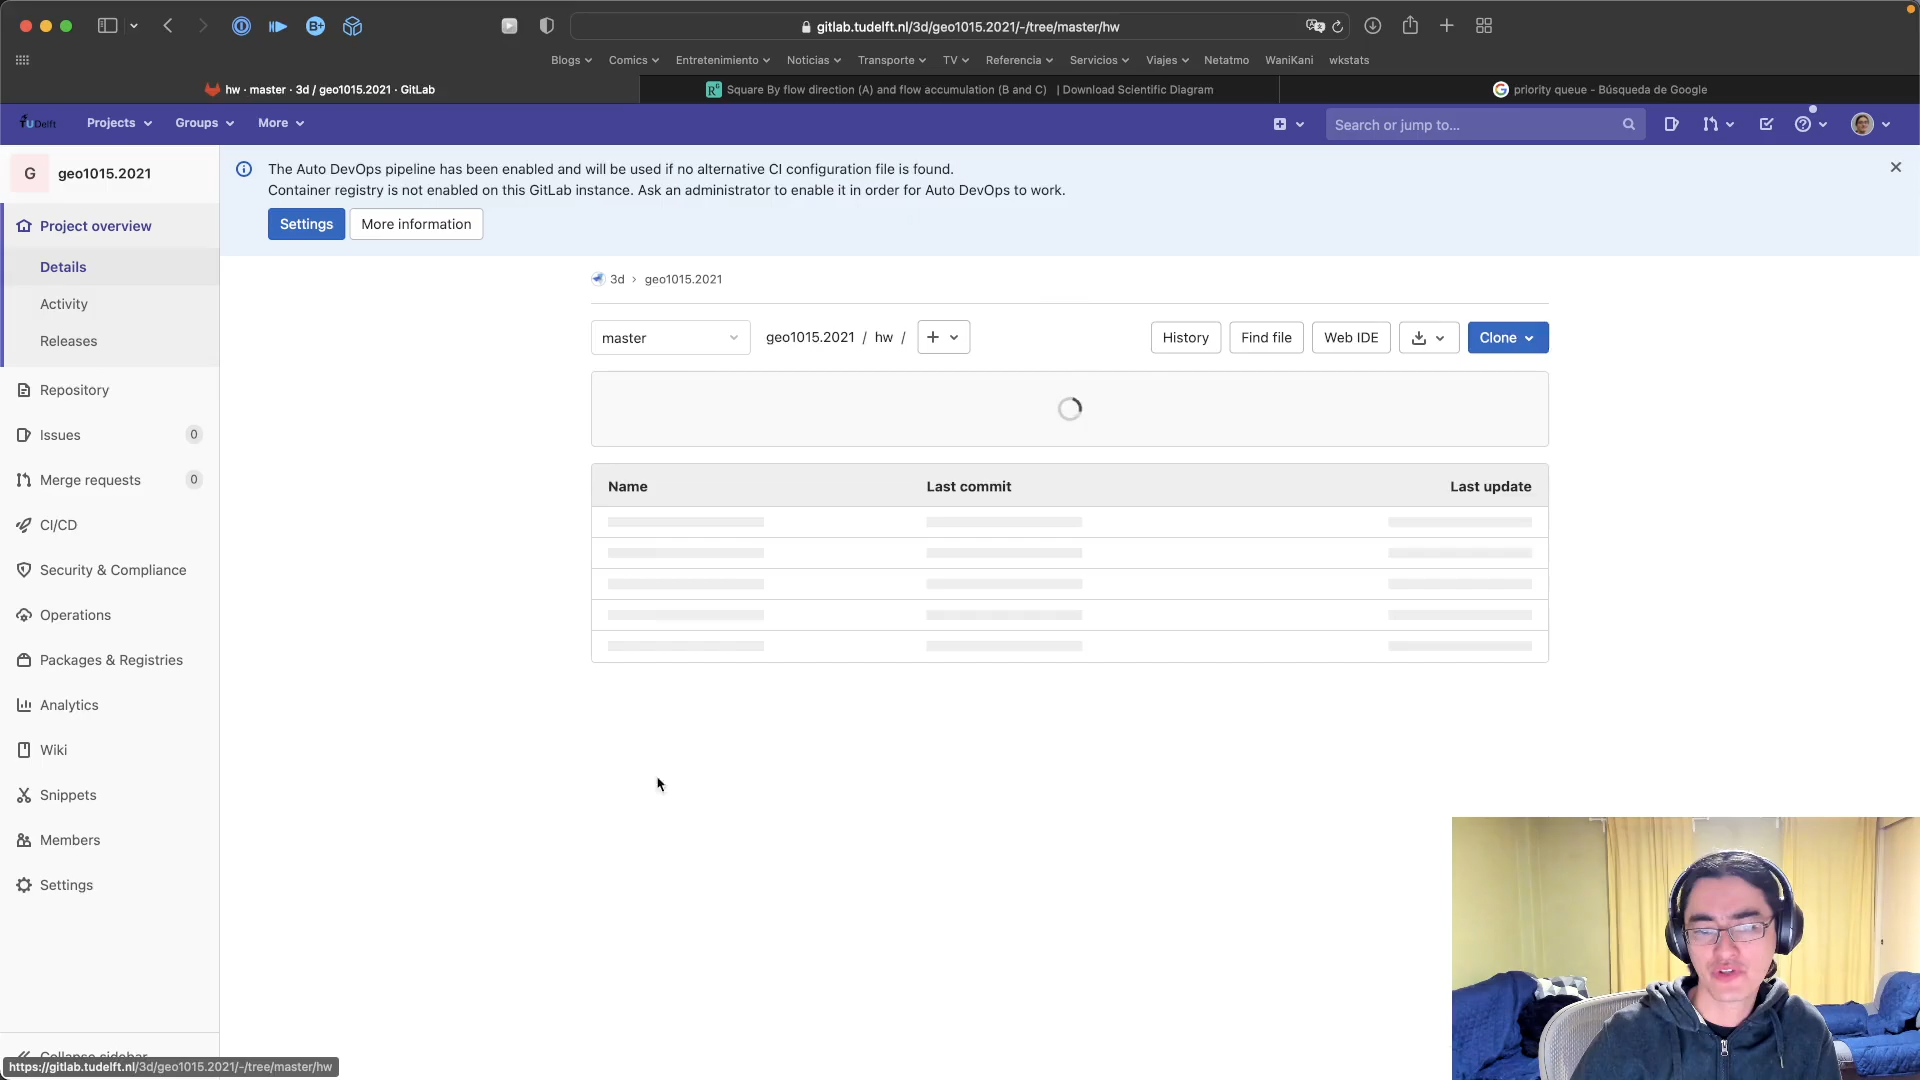 gitlab.tudelft.nl/3d/geo1015.2021/-/tree/master/hw
Blogs Comics Entretenimiento Noticias Transporte TV Referencia Servicios Viajes Netatmo WaniKani wkstats
hw · master · 3d / geo1015.2021 · GitLab
Square By flow direction (A) and flow accumulation (B and C) | Download Scientific Diagram
priority queue - Búsqueda de Google
TUDelft Projects Groups More
Search or jump to...
G geo1015.2021
The Auto DevOps pipeline has been enabled and will be used if no alternative CI configuration file is found.
Container registry is not enabled on this GitLab instance. Ask an administrator to enable it in order for Auto DevOps to work.
Settings More information
Project overview
Details
Activity
Releases
Repository
Issues 0
Merge requests 0
CI/CD
Security & Compliance
Operations
Packages & Registries
Analytics
Wiki
Snippets
Members
Settings
Collapse sidebar
3d › geo1015.2021
master geo1015.2021 / hw / + History Find file Web IDE Clone
Name Last commit Last update
https://gitlab.tudelft.nl/3d/geo1015.2021/-/tree/master/hw